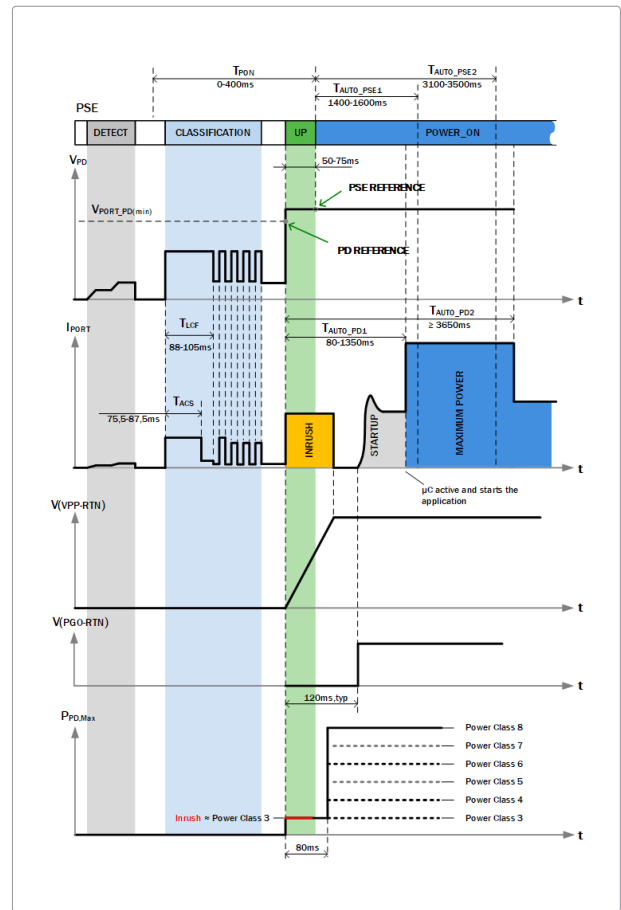 TPON
0-400ms
TAUTO_PSE2
3100-3500ms
TAUTO_PSE1
1400-1600ms
PSE
DETECT
CLASSIFICATION
UP
POWER_ON
VPD
50-75ms
PSE REFERENCE
VPORT_PD(min)
PD REFERENCE
t
IPORT
TLCF
88-105ms
TAUTO_PD2
≥ 3650ms
TAUTO_PD1
80-1350ms
TACS
75,5-87,5ms
INRUSH
STARTUP
MAXIMUM POWER
t
µC active and starts the
application
V(VPP-RTN)
t
V(PGO-RTN)
t
120ms,typ
PPD,Max
Power Class 8
Power Class 7
Power Class 6
Power Class 5
Power Class 4
Inrush ≈ Power Class 3
Power Class 3
t
80ms